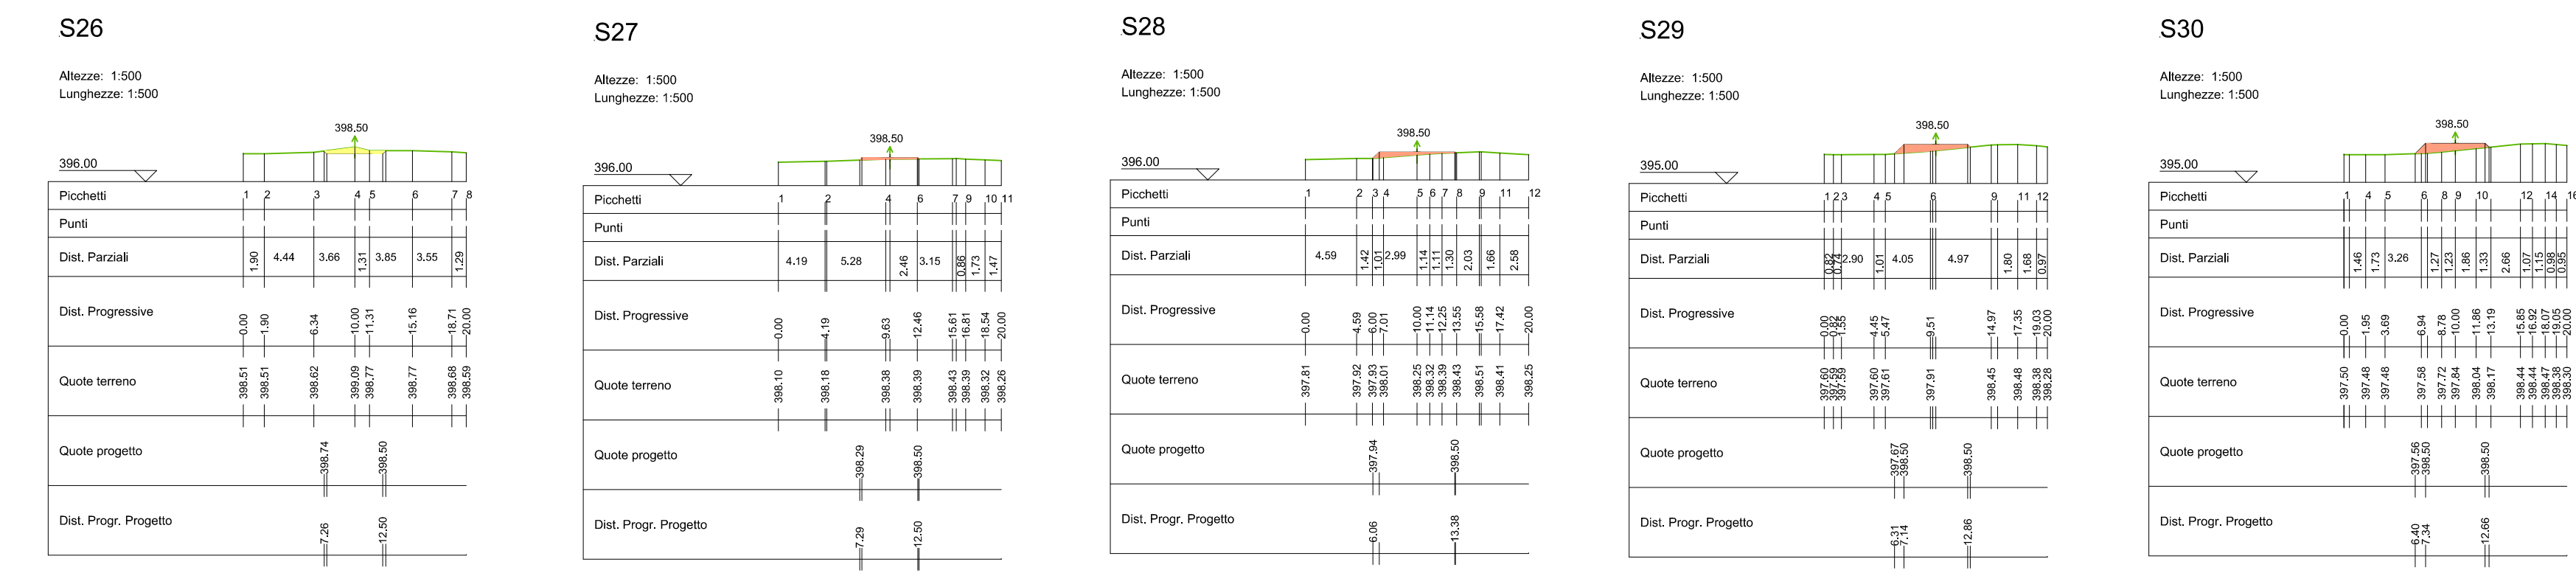 S26
Altezze: 1:500
Lunghezze: 1:500
398.50
396.00
Picchetti 1 2 3 4 5 6 7 8
Punti
Dist. Parziali 1.90 4.44 3.66 1.31 3.85 3.55 1.29
Dist. Progressive 0.00 1.90 6.34 10.00 11.31 15.16 18.71 20.00
Quote terreno 398.51 398.51 398.62 399.09 398.77 398.77 398.68 398.59
Quote progetto 398.74 398.50
Dist. Progr. Progetto 7.26 12.50
S27
Altezze: 1:500
Lunghezze: 1:500
398.50
396.00
Picchetti 1 2 4 6 7 9 10 11
Punti
Dist. Parziali 4.19 5.28 2.46 3.15 0.86 1.73 1.47
Dist. Progressive 0.00 4.19 9.63 12.46 15.61 16.81 18.54 20.00
Quote terreno 398.10 398.18 398.38 398.39 398.43 398.39 398.32 398.26
Quote progetto 398.29 398.50
Dist. Progr. Progetto 7.29 12.50
S28
Altezze: 1:500
Lunghezze: 1:500
398.50
396.00
Picchetti 1 2 3 4 5 6 7 8 9 11 12
Punti
Dist. Parziali 4.59 1.42 1.01 2.99 1.14 1.11 1.30 2.03 1.66 2.58
Dist. Progressive 0.00 4.59 6.00 7.01 10.00 11.14 12.25 13.55 15.58 17.42 20.00
Quote terreno 397.81 397.92 397.93 398.01 398.25 398.32 398.39 398.43 398.51 398.41 398.25
Quote progetto 397.94 398.50
Dist. Progr. Progetto 6.06 13.38
S29
Altezze: 1:500
Lunghezze: 1:500
398.50
395.00
Picchetti 1 2 3 4 5 6 9 11 12
Punti
Dist. Parziali 0.82 0.74 2.90 1.01 4.05 4.97 1.80 1.68 0.97
Dist. Progressive 0.00 0.82 1.55 4.45 5.47 9.51 14.97 17.35 19.03 20.00
Quote terreno 397.60 397.59 397.59 397.60 397.61 397.91 398.45 398.48 398.38 398.28
Quote progetto 397.67 398.50 398.50
Dist. Progr. Progetto 6.31 7.14 12.86
S30
Altezze: 1:500
Lunghezze: 1:500
398.50
395.00
Picchetti 1 4 5 6 8 9 10 12 14 16
Punti
Dist. Parziali 1.46 1.73 3.26 1.27 1.23 1.86 1.33 2.66 1.07 1.15 0.98 0.95
Dist. Progressive 0.00 1.95 3.69 6.94 8.78 10.00 11.86 13.19 15.85 16.92 18.07 19.05 20.00
Quote terreno 397.50 397.48 397.48 397.58 397.72 397.84 398.04 398.17 398.44 398.44 398.47 398.38 398.30
Quote progetto 397.56 398.50 398.50
Dist. Progr. Progetto 6.40 7.34 12.66